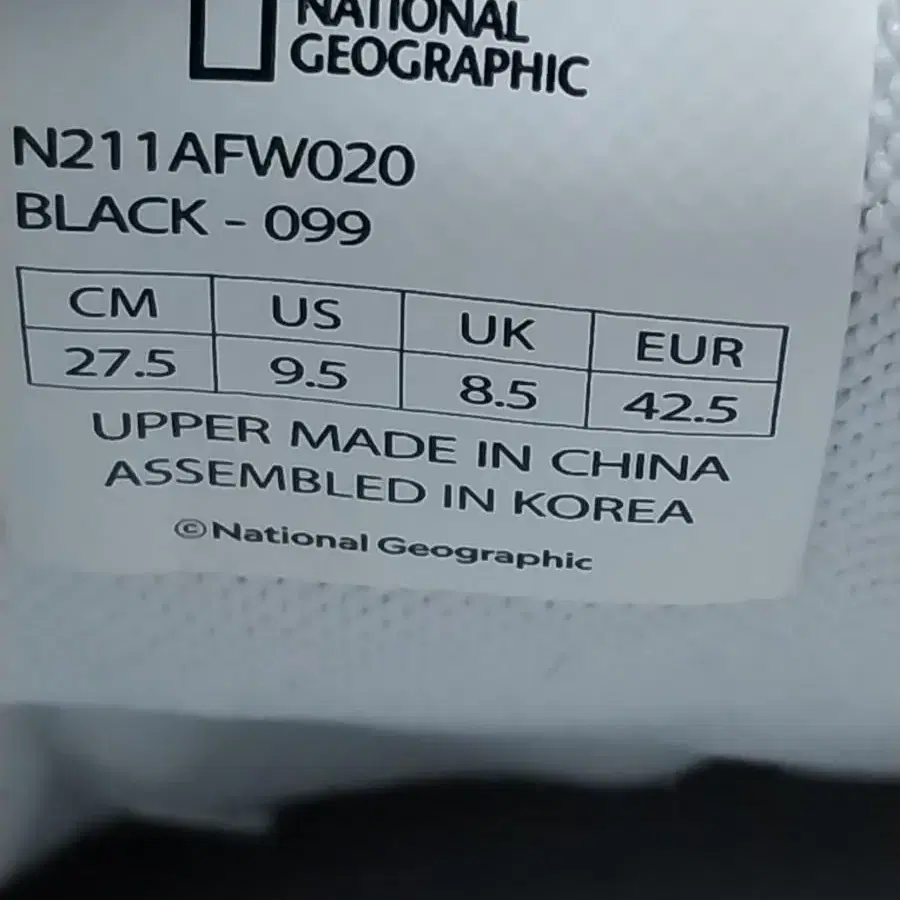 NATIONAL
GEOGRAPHIC
N211AFW020
BLACK - 099
CM US UK EUR
27.5 9.5 8.5 42.5
UPPER MADE IN CHINA
ASSEMBLED IN KOREA
©National Geographic